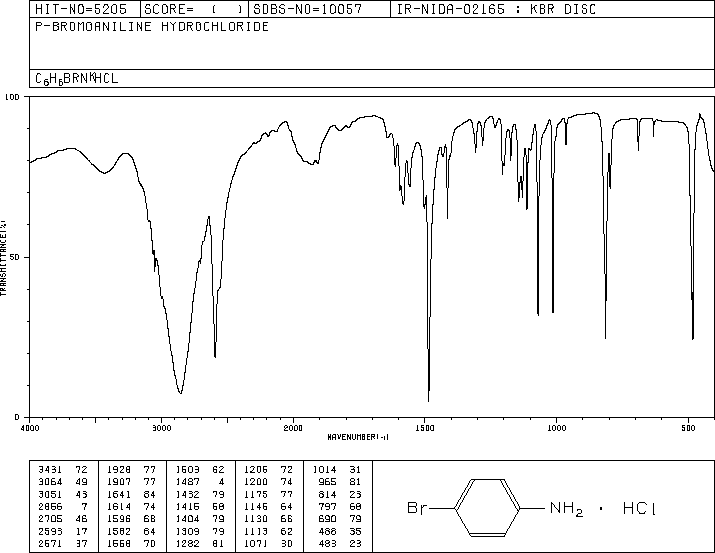 HIT-NO=5205 SCORE= ( ) SDBS-NO=10057 IR-NIDA-02165 : KBR DISC
P-BROMOANILINE HYDROCHLORIDE
C6H6BRN HCL
100
50
0
TRANSMITTANCE(%)
4000 3000 2000 1500 1000 500
WAVENUMBER(-1)
3431 72 1928 77 1603 62 1206 72 1014 31
3064 49 1907 77 1487 4 1200 74 965 81
3051 43 1641 84 1432 79 1175 77 814 23
2866 7 1614 74 1416 60 1146 64 797 68
2705 46 1596 68 1404 79 1130 66 690 79
2593 17 1582 64 1309 79 1113 62 488 35
2571 37 1558 70 1282 81 1071 30 483 23
Br NH2 · HCl